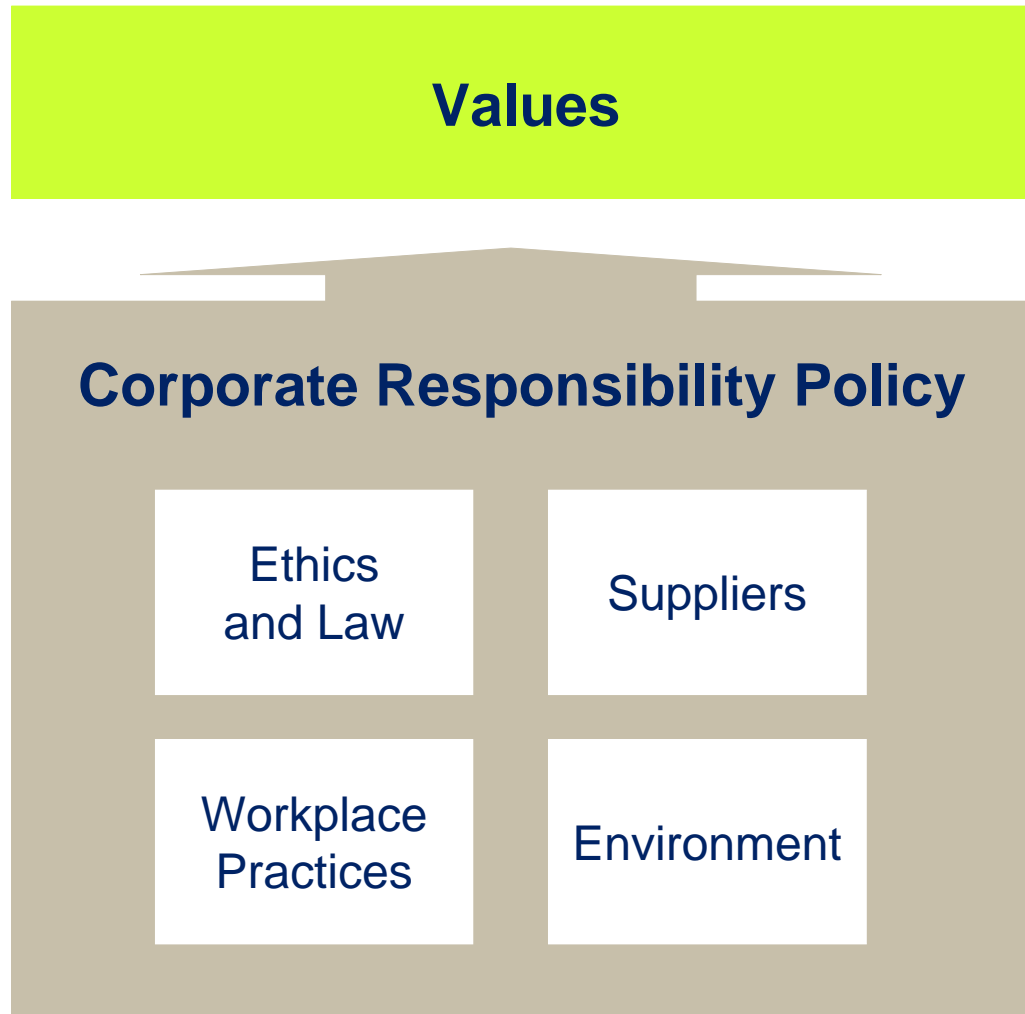 Values
Corporate Responsibility Policy
Ethics
and Law
Suppliers
Workplace
Practices
Environment